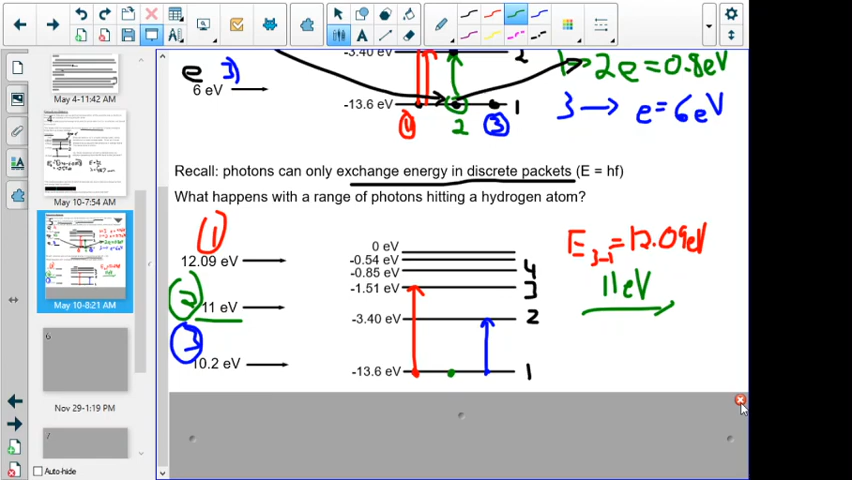 May 4-11:42 AM
May 10-7:54 AM
May 10-8:21 AM
6
Nov 29-1:19 PM
7
Auto-hide
-3.40 eV 2
e 3)
6 eV
-13.6 eV 1
4 2 3
1 → 2e = 0.8eV
3 → e = 6eV
Recall: photons can only exchange energy in discrete packets (E = hf)
What happens with a range of photons hitting a hydrogen atom?
1
12.09 eV
2 11 eV
3
10.2 eV
0 eV
-0.54 eV
-0.85 eV 4
-1.51 eV 3
-3.40 eV 2
-13.6 eV 1
E3-1 = 12.09eV
11eV